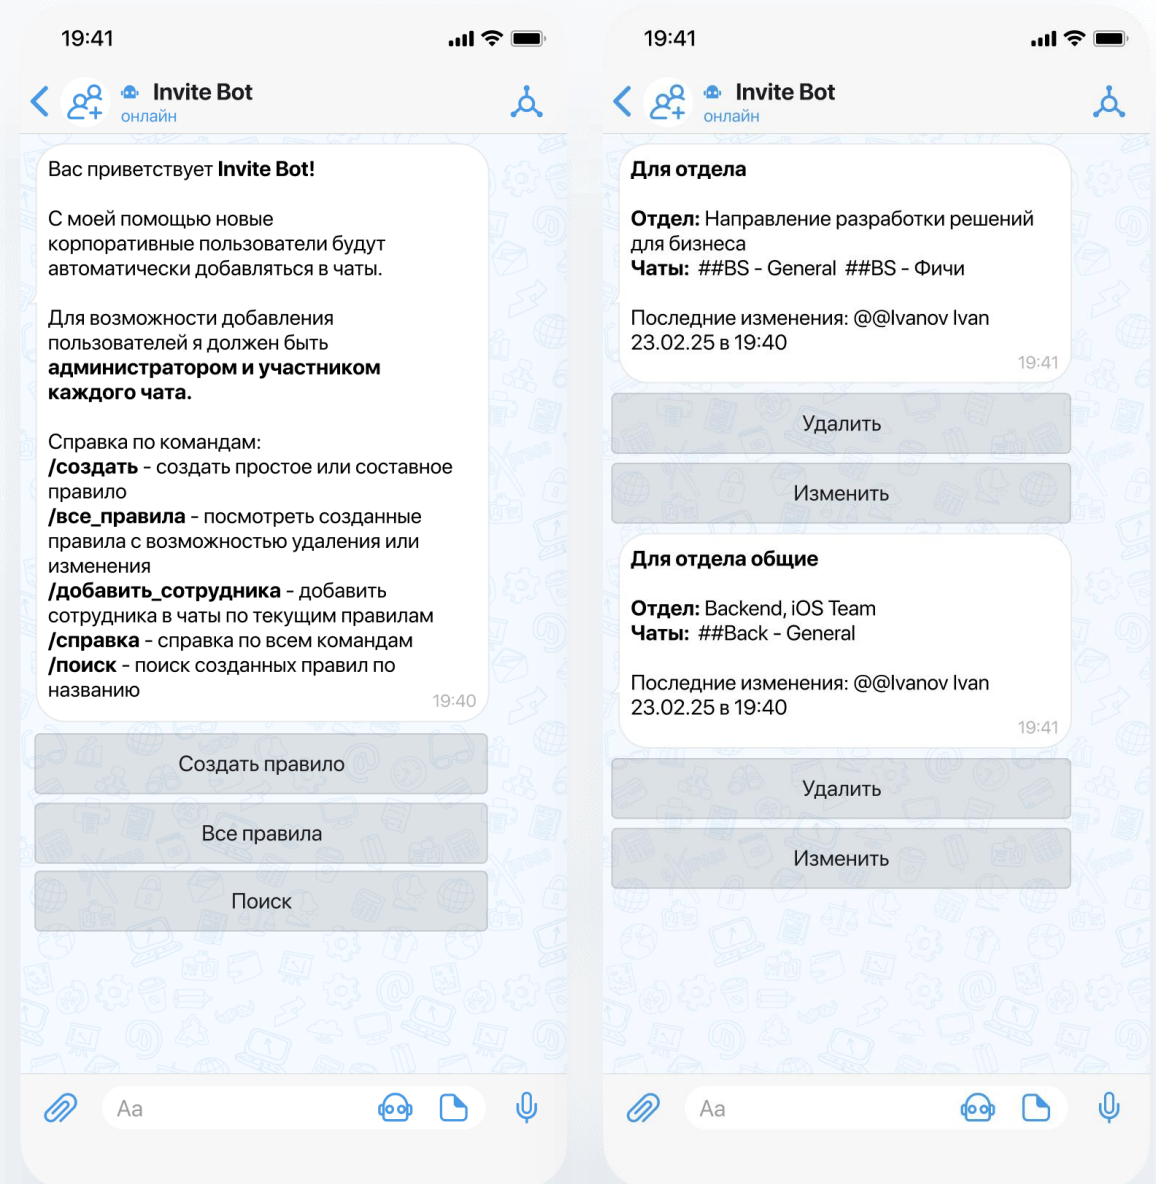 19:41
Invite Bot
онлайн
Вас приветствует Invite Bot!
С моей помощью новые
корпоративные пользователи будут
автоматически добавляться в чаты.
Для возможности добавления
пользователей я должен быть
администратором и участником
каждого чата.
Справка по командам:
/создать - создать простое или составное
правило
/все_правила - посмотреть созданные
правила с возможностью удаления или
изменения
/добавить_сотрудника - добавить
сотрудника в чаты по текущим правилам
/справка - справка по всем командам
/поиск - поиск созданных правил по
названию
19:40
Создать правило
Все правила
Поиск
Aa
19:41
Invite Bot
онлайн
Для отдела
Отдел: Направление разработки решений
для бизнеса
Чаты: ##BS - General ##BS - Фичи
Последние изменения: @@Ivanov Ivan
23.02.25 в 19:40
19:41
Удалить
Изменить
Для отдела общие
Отдел: Backend, iOS Team
Чаты: ##Back - General
Последние изменения: @@Ivanov Ivan
23.02.25 в 19:40
19:41
Удалить
Изменить
Aa